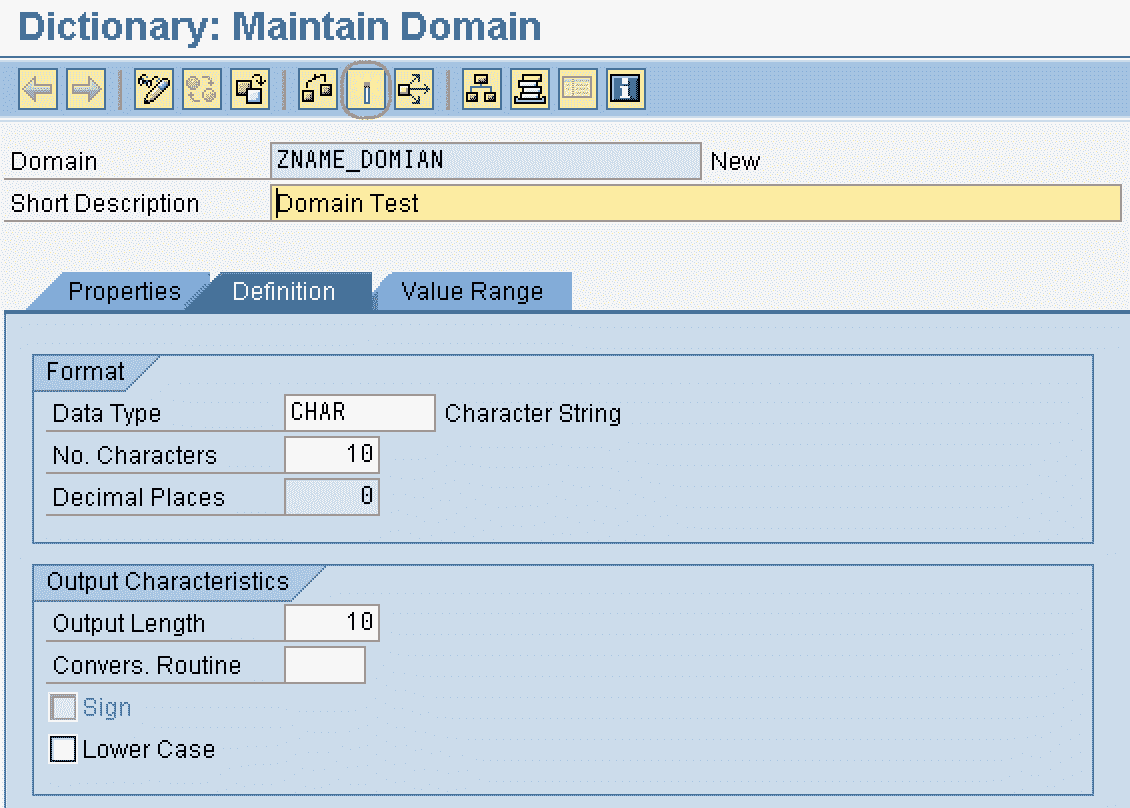 Dictionary: Maintain Domain
Domain ZNAME_DOMIAN New
Short Description Domain Test
Properties Definition Value Range
Format
Data Type CHAR Character String
No. Characters 10
Decimal Places 0
Output Characteristics
Output Length 10
Convers. Routine
Sign
Lower Case